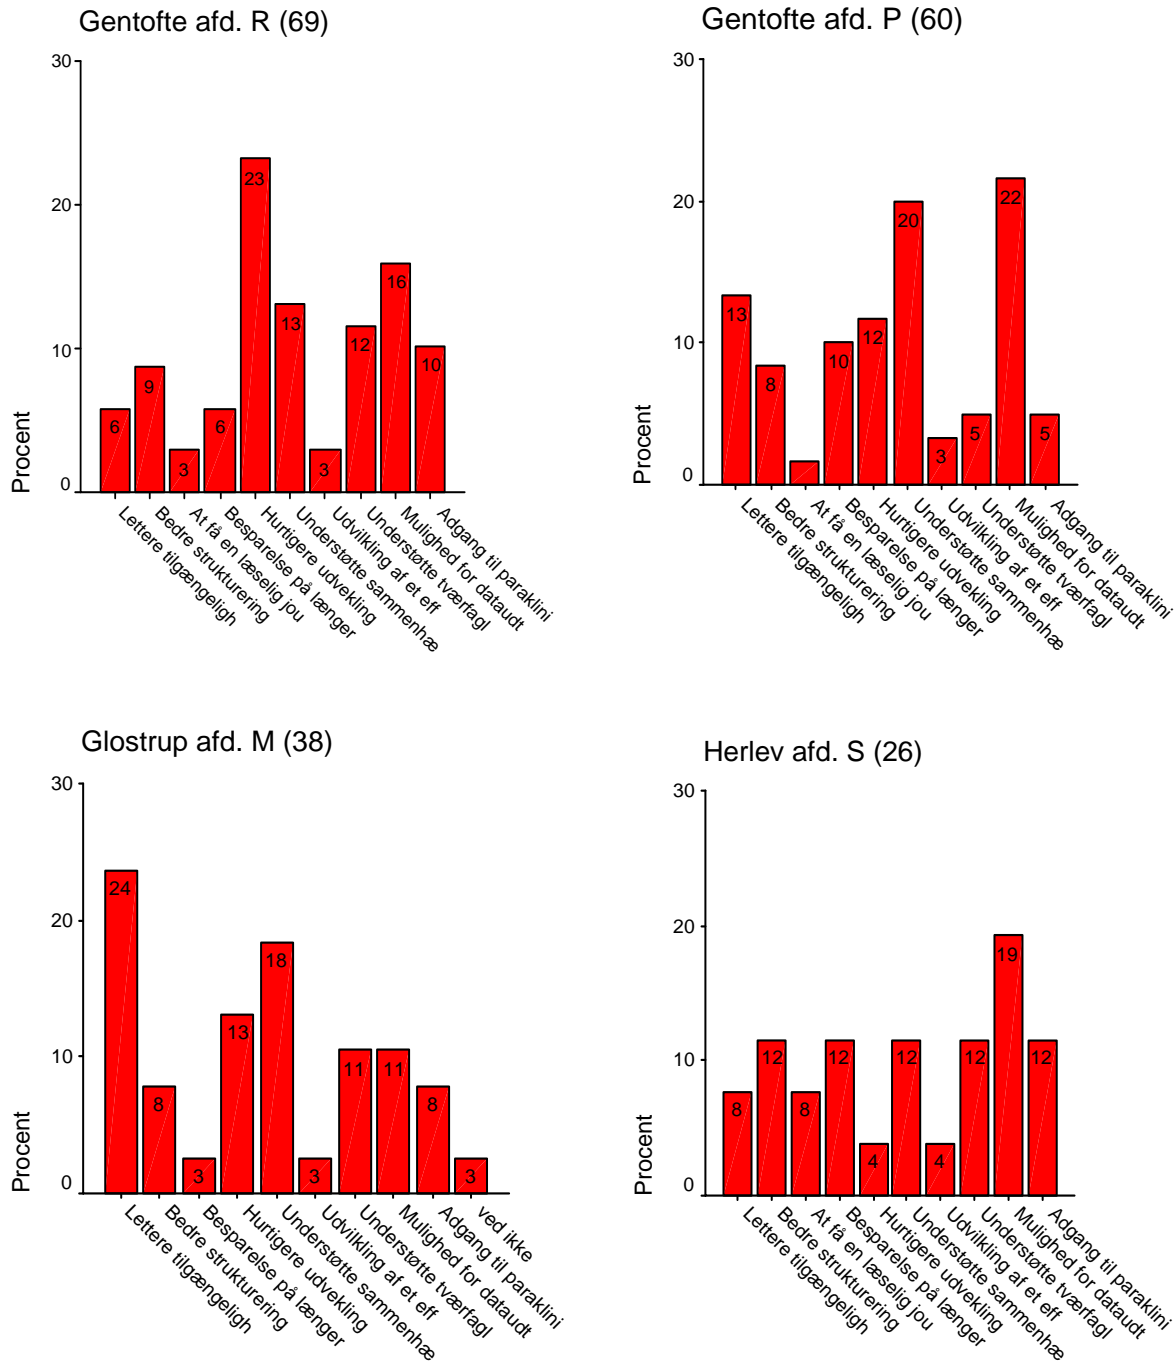 Gentofte afd. R (69)
Procent
30
20
10
0
6
9
3
6
23
13
3
12
16
10
Lettere tilgængeligh
Bedre strukturering
At få en læselig jou
Besparelse på længer
Hurtigere udvekling
Understøtte sammenhæ
Udvikling af et eff
Understøtte tværfagl
Mulighed for dataudt
Adgang til paraklini
Gentofte afd. P (60)
Procent
30
20
10
0
13
8
10
12
20
3
5
22
5
Lettere tilgængeligh
Bedre strukturering
At få en læselig jou
Besparelse på længer
Hurtigere udvekling
Understøtte sammenhæ
Udvikling af et eff
Understøtte tværfagl
Mulighed for dataudt
Adgang til paraklini
Glostrup afd. M (38)
Procent
30
20
10
0
24
8
3
13
18
3
11
11
8
3
Lettere tilgængeligh
Bedre strukturering
Besparelse på længer
Hurtigere udvekling
Understøtte sammenhæ
Udvikling af et eff
Understøtte tværfagl
Mulighed for dataudt
Adgang til paraklini
ved ikke
Herlev afd. S (26)
Procent
30
20
10
0
8
12
8
12
4
12
4
12
19
12
Lettere tilgængeligh
Bedre strukturering
At få en læselig jou
Besparelse på længer
Hurtigere udvekling
Understøtte sammenhæ
Udvikling af et eff
Understøtte tværfagl
Mulighed for dataudt
Adgang til paraklini